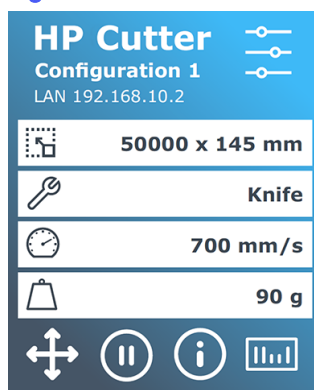 HP Cutter
Configuration 1
LAN 192.168.10.2
50000 x 145 mm
Knife
700 mm/s
90 g